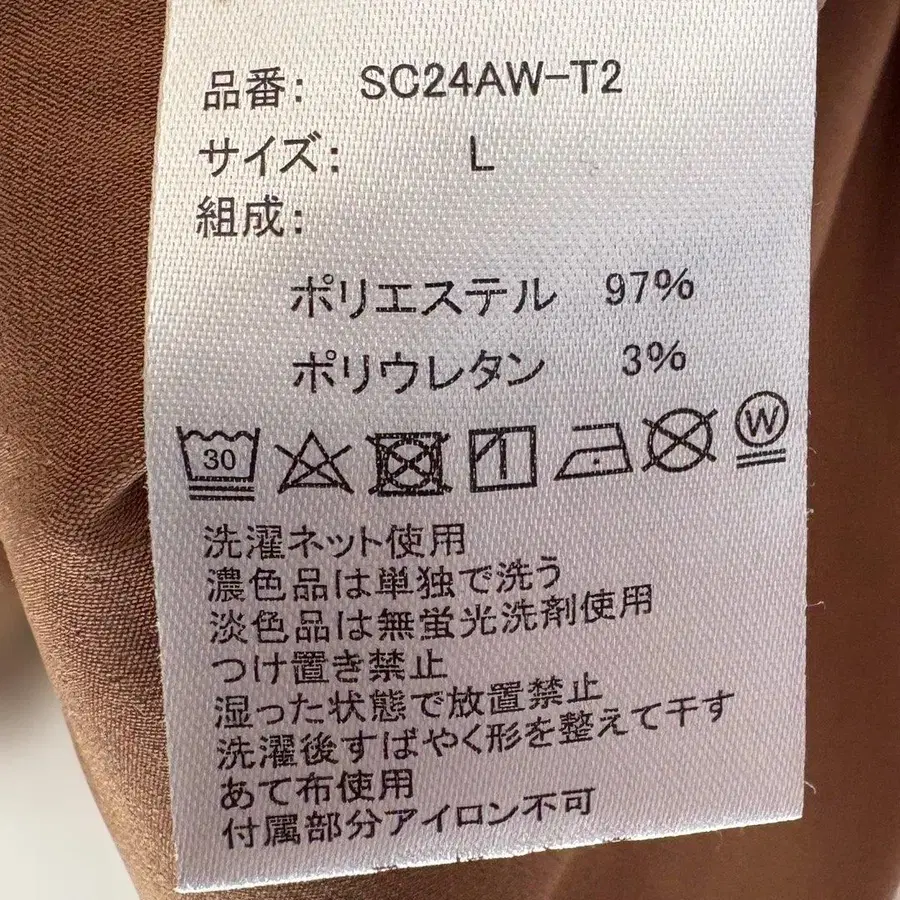 品番: SC24AW-T2
サイズ: L
組成:
ポリエステル 97%
ポリウレタン 3%
30 W
洗濯ネット使用
濃色品は単独で洗う
淡色品は無蛍光洗剤使用
つけ置き禁止
湿った状態で放置禁止
洗濯後すばやく形を整えて干す
あて布使用
付属部分アイロン不可